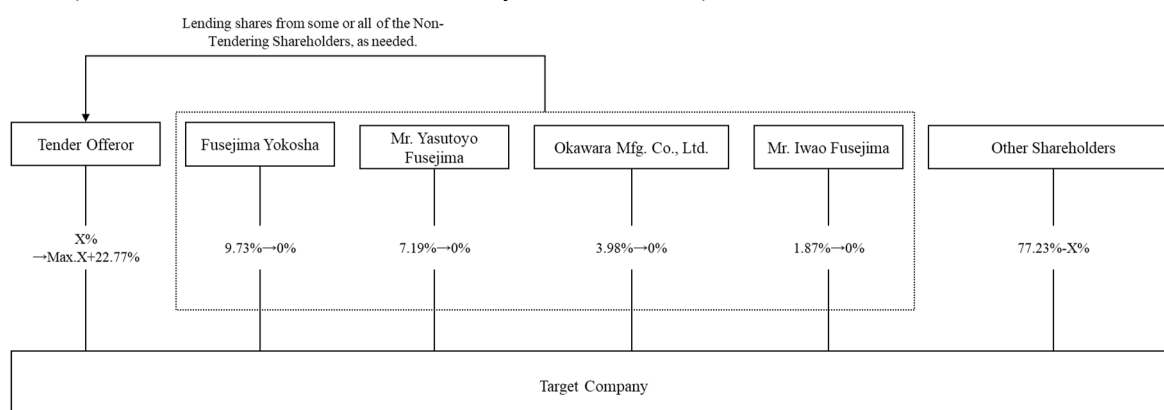 Lending shares from some or all of the Non-
Tendering Shareholders, as needed.
Tender Offeror
Fusejima Yokosha
Mr. Yasutoyo
Fusejima
Okawara Mfg. Co., Ltd.
Mr. Iwao Fusejima
Other Shareholders
X%
→Max.X+22.77%
9.73%→0%
7.19%→0%
3.98%→0%
1.87%→0%
77.23%-X%
Target Company